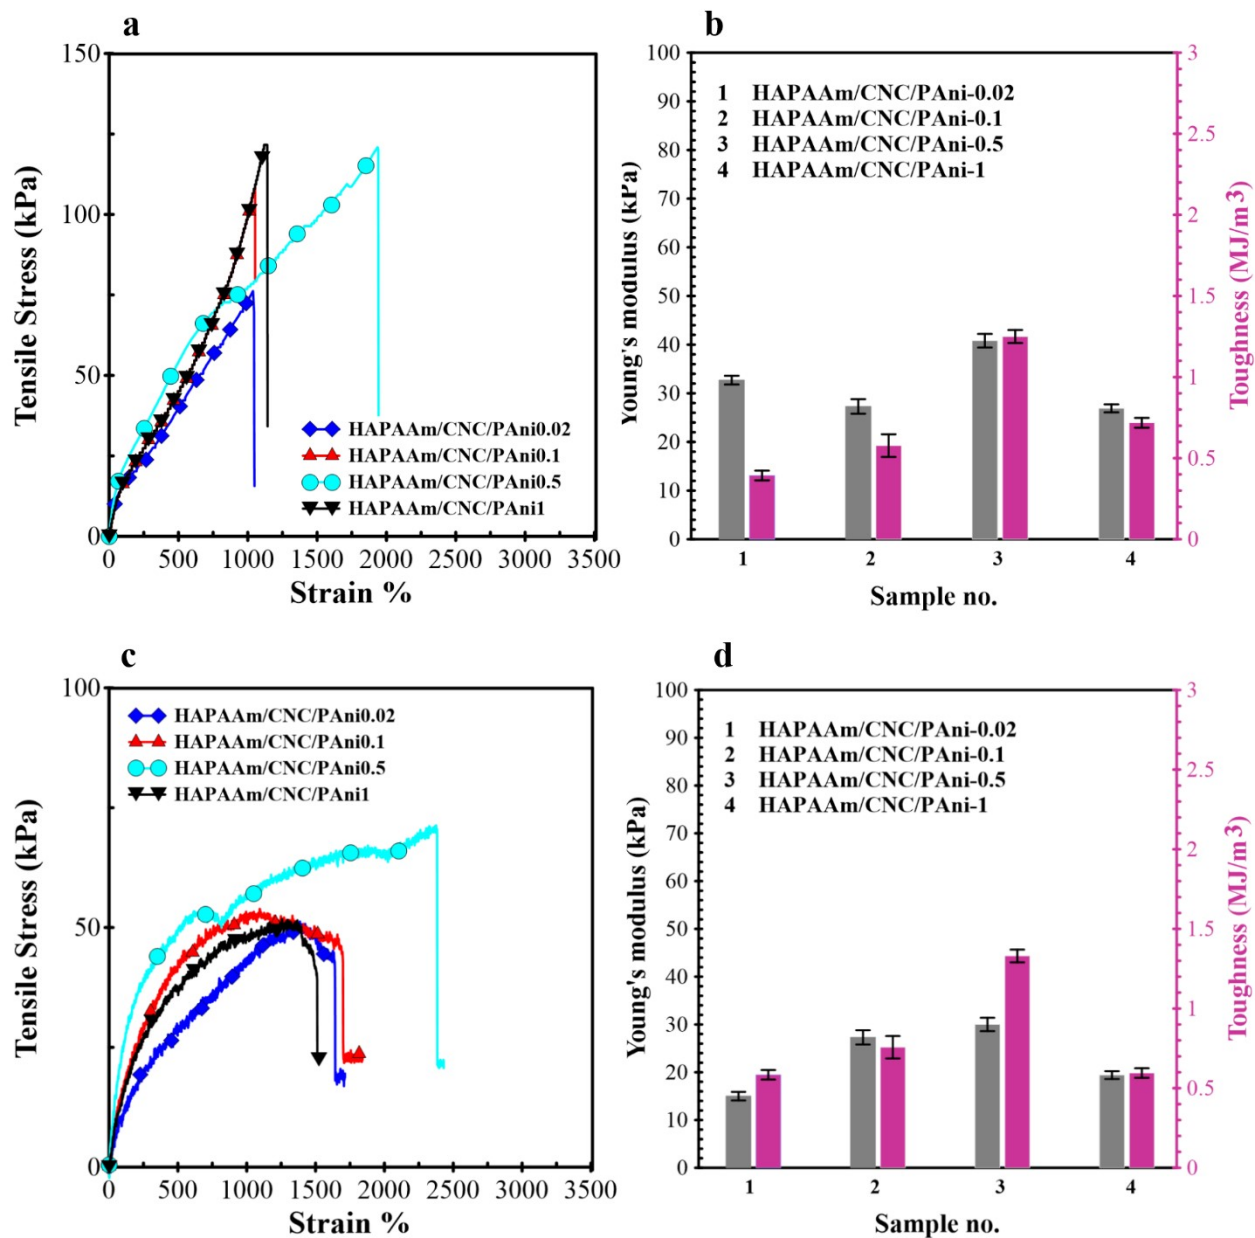 a
150
100
50
0
Tensile Stress (kPa)
HAPAAm/CNC/PAni0.02
HAPAAm/CNC/PAni0.1
HAPAAm/CNC/PAni0.5
HAPAAm/CNC/PAni1
0 500 1000 1500 2000 2500 3000 3500
Strain %
b
100
90
80
70
60
50
40
30
20
10
0
Young's modulus (kPa)
1 HAPAAm/CNC/PAni-0.02
2 HAPAAm/CNC/PAni-0.1
3 HAPAAm/CNC/PAni-0.5
4 HAPAAm/CNC/PAni-1
3
2.5
2
1.5
1
0.5
0
Toughness (MJ/m3)
1 2 3 4
Sample no.
c
100
50
0
Tensile Stress (kPa)
HAPAAm/CNC/PAni0.02
HAPAAm/CNC/PAni0.1
HAPAAm/CNC/PAni0.5
HAPAAm/CNC/PAni1
0 500 1000 1500 2000 2500 3000 3500
Strain %
d
100
90
80
70
60
50
40
30
20
10
0
Young's modulus (kPa)
1 HAPAAm/CNC/PAni-0.02
2 HAPAAm/CNC/PAni-0.1
3 HAPAAm/CNC/PAni-0.5
4 HAPAAm/CNC/PAni-1
3
2.5
2
1.5
1
0.5
0
Toughness (MJ/m3)
1 2 3 4
Sample no.